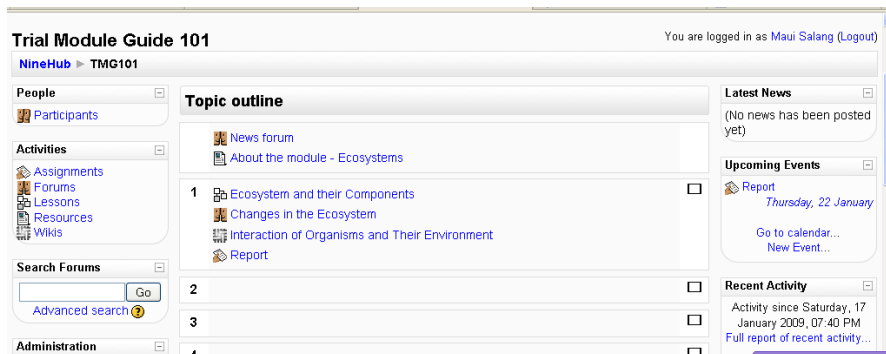 Trial Module Guide 101
You are logged in as Maui Salang (Logout)
NineHub ► TMG101
People
Participants
Activities
Assignments
Forums
Lessons
Resources
Wikis
Search Forums
Go
Advanced search ?
Administration
Topic outline
News forum
About the module - Ecosystems
1
Ecosystem and their Components
Changes in the Ecosystem
Interaction of Organisms and Their Environment
Report
2
3
4
Latest News
(No news has been posted
yet)
Upcoming Events
Report
Thursday, 22 January
Go to calendar...
New Event...
Recent Activity
Activity since Saturday, 17
January 2009, 07:40 PM
Full report of recent activity...